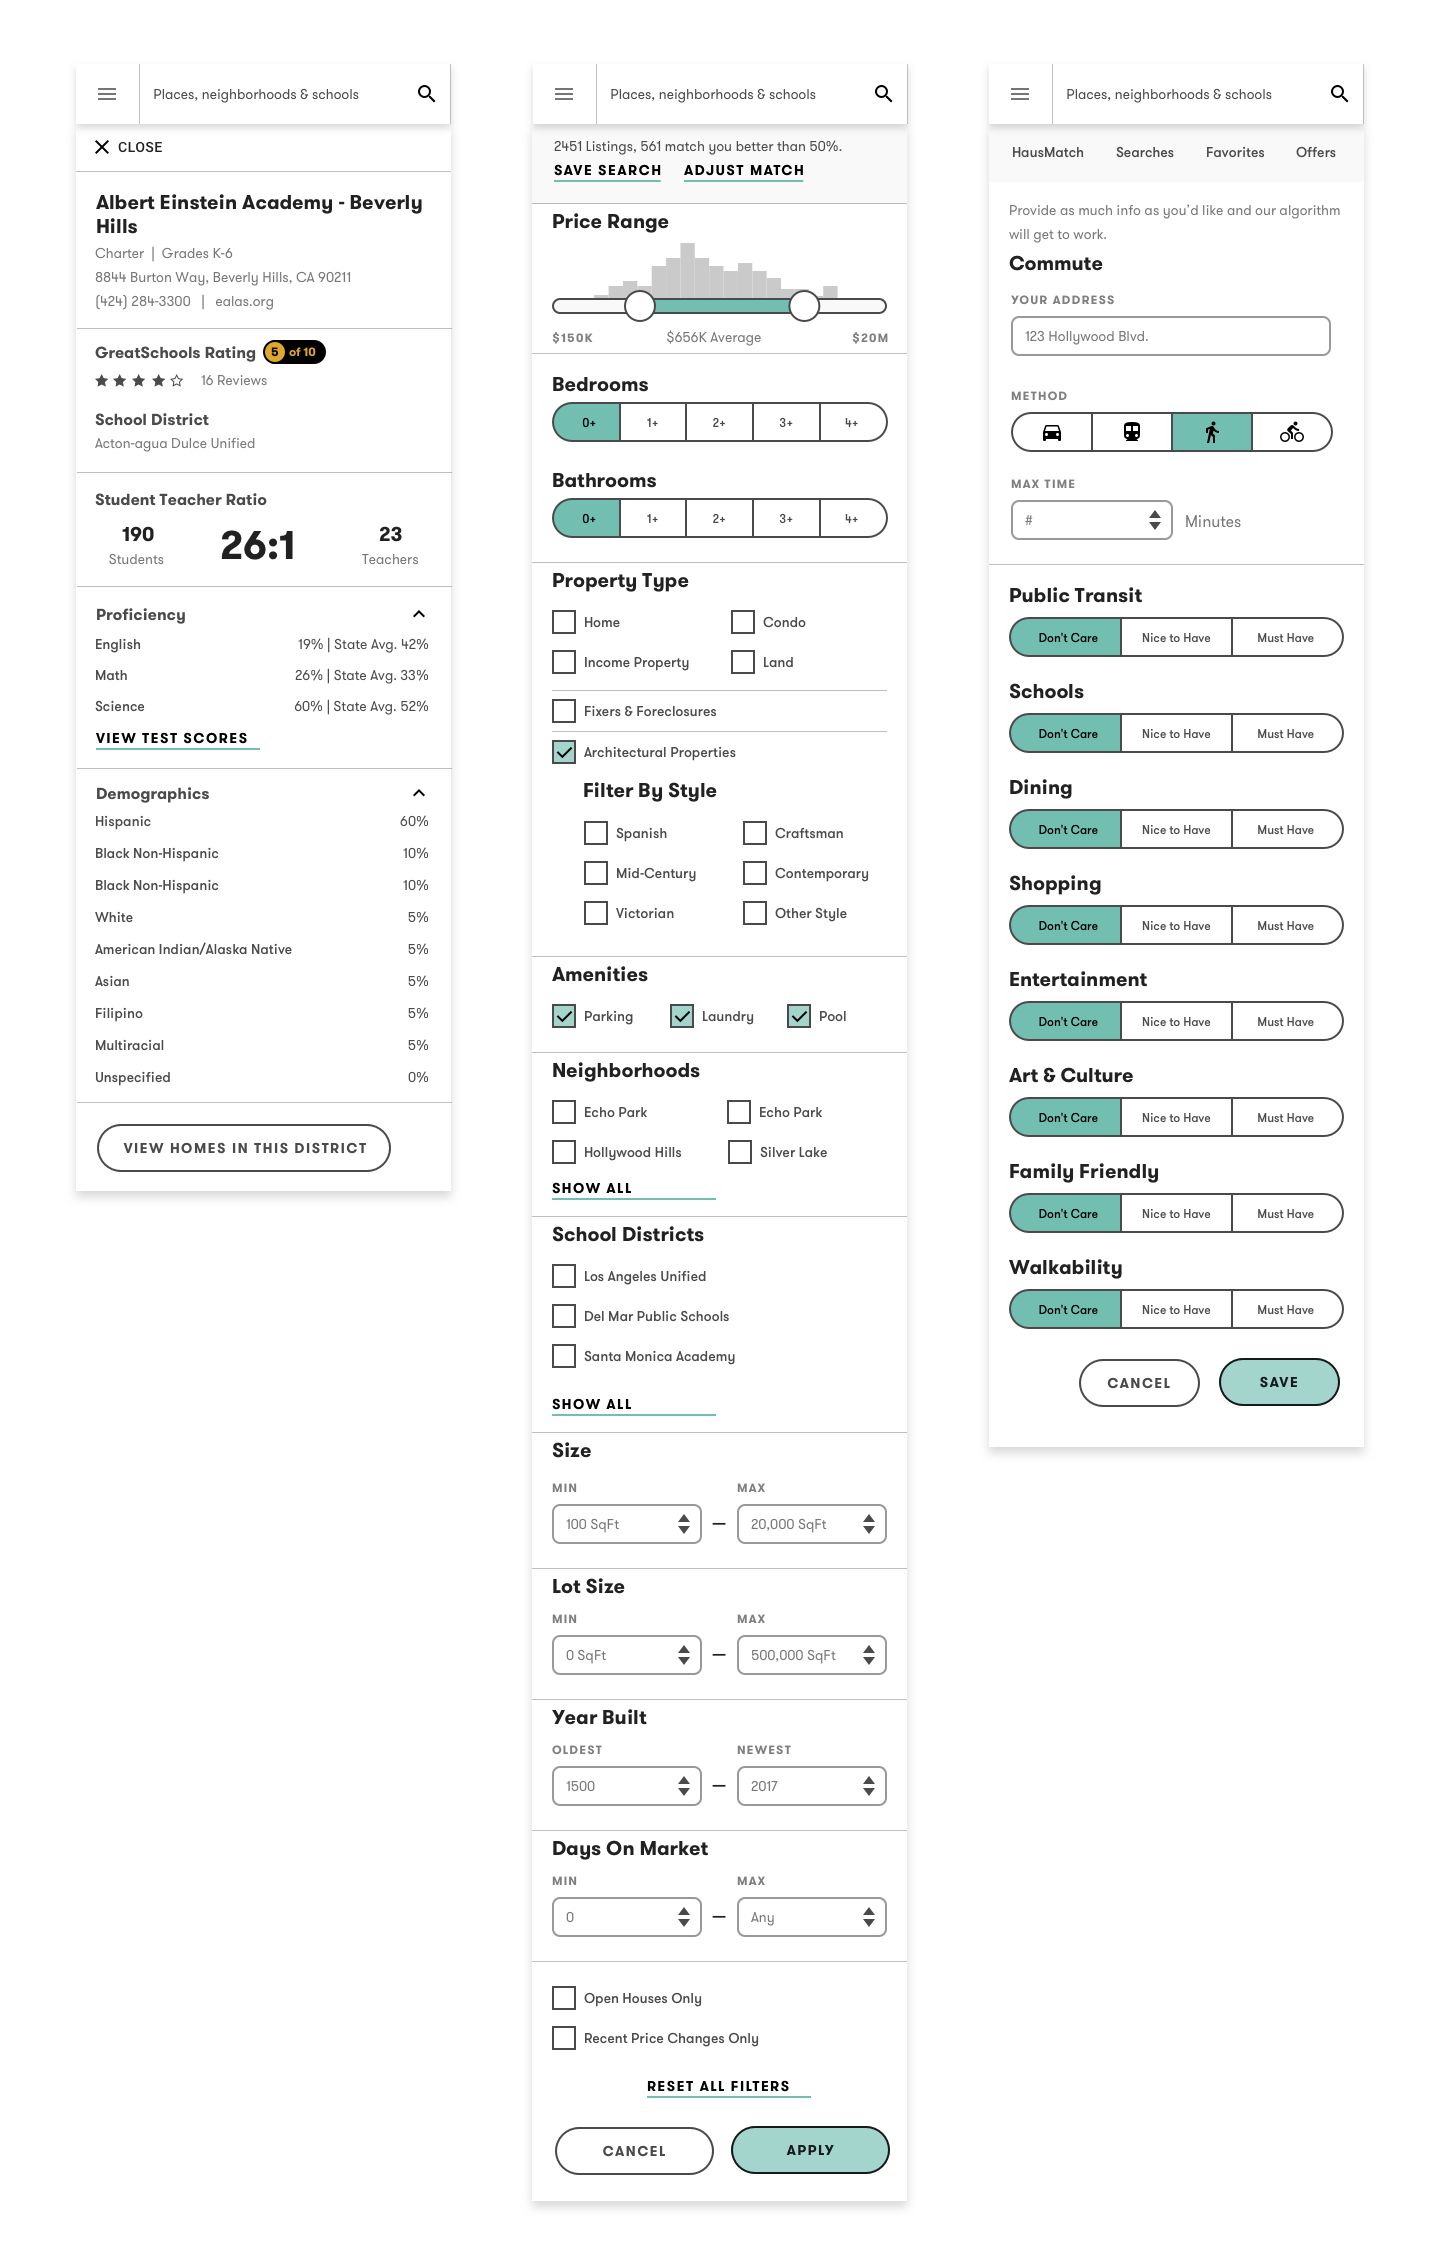 Places, neighborhoods & schools
CLOSE
Albert Einstein Academy - Beverly
Hills
Charter | Grades K-6
8844 Burton Way, Beverly Hills, CA 90211
(424) 284-3300 | ealas.org
GreatSchools Rating 5 of 10
16 Reviews
School District
Acton-agua Dulce Unified
Student Teacher Ratio
190 26:1 23
Students Teachers
Proficiency
English 19% | State Avg. 42%
Math 26% | State Avg. 33%
Science 60% | State Avg. 52%
VIEW TEST SCORES
Demographics
Hispanic 60%
Black Non-Hispanic 10%
Black Non-Hispanic 10%
White 5%
American Indian/Alaska Native 5%
Asian 5%
Filipino 5%
Multiracial 5%
Unspecified 0%
VIEW HOMES IN THIS DISTRICT
Places, neighborhoods & schools
2451 Listings, 561 match you better than 50%.
SAVE SEARCH ADJUST MATCH
Price Range
$150K $656K Average $20M
Bedrooms
0+ 1+ 2+ 3+ 4+
Bathrooms
0+ 1+ 2+ 3+ 4+
Property Type
Home Condo
Income Property Land
Fixers & Foreclosures
Architectural Properties
Filter By Style
Spanish Craftsman
Mid-Century Contemporary
Victorian Other Style
Amenities
Parking Laundry Pool
Neighborhoods
Echo Park Echo Park
Hollywood Hills Silver Lake
SHOW ALL
School Districts
Los Angeles Unified
Del Mar Public Schools
Santa Monica Academy
SHOW ALL
Size
MIN MAX
100 SqFt – 20,000 SqFt
Lot Size
MIN MAX
0 SqFt – 500,000 SqFt
Year Built
OLDEST NEWEST
1500 – 2017
Days On Market
MIN MAX
0 – Any
Open Houses Only
Recent Price Changes Only
RESET ALL FILTERS
CANCEL APPLY
Places, neighborhoods & schools
HausMatch Searches Favorites Offers
Provide as much info as you'd like and our algorithm
will get to work.
Commute
YOUR ADDRESS
123 Hollywood Blvd.
METHOD
MAX TIME
# Minutes
Public Transit
Don't Care Nice to Have Must Have
Schools
Don't Care Nice to Have Must Have
Dining
Don't Care Nice to Have Must Have
Shopping
Don't Care Nice to Have Must Have
Entertainment
Don't Care Nice to Have Must Have
Art & Culture
Don't Care Nice to Have Must Have
Family Friendly
Don't Care Nice to Have Must Have
Walkability
Don't Care Nice to Have Must Have
CANCEL SAVE